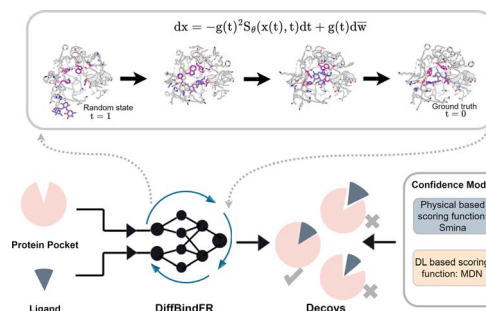 dx = −g(t)²S_θ(x(t), t)dt + g(t)dw̅
Random state
t = 1
Ground truth
t = 0
Protein Pocket
Ligand
DiffBindFR
Decoys
Confidence Mod
Physical based
scoring function:
Smina
DL based scoring
function: MDN